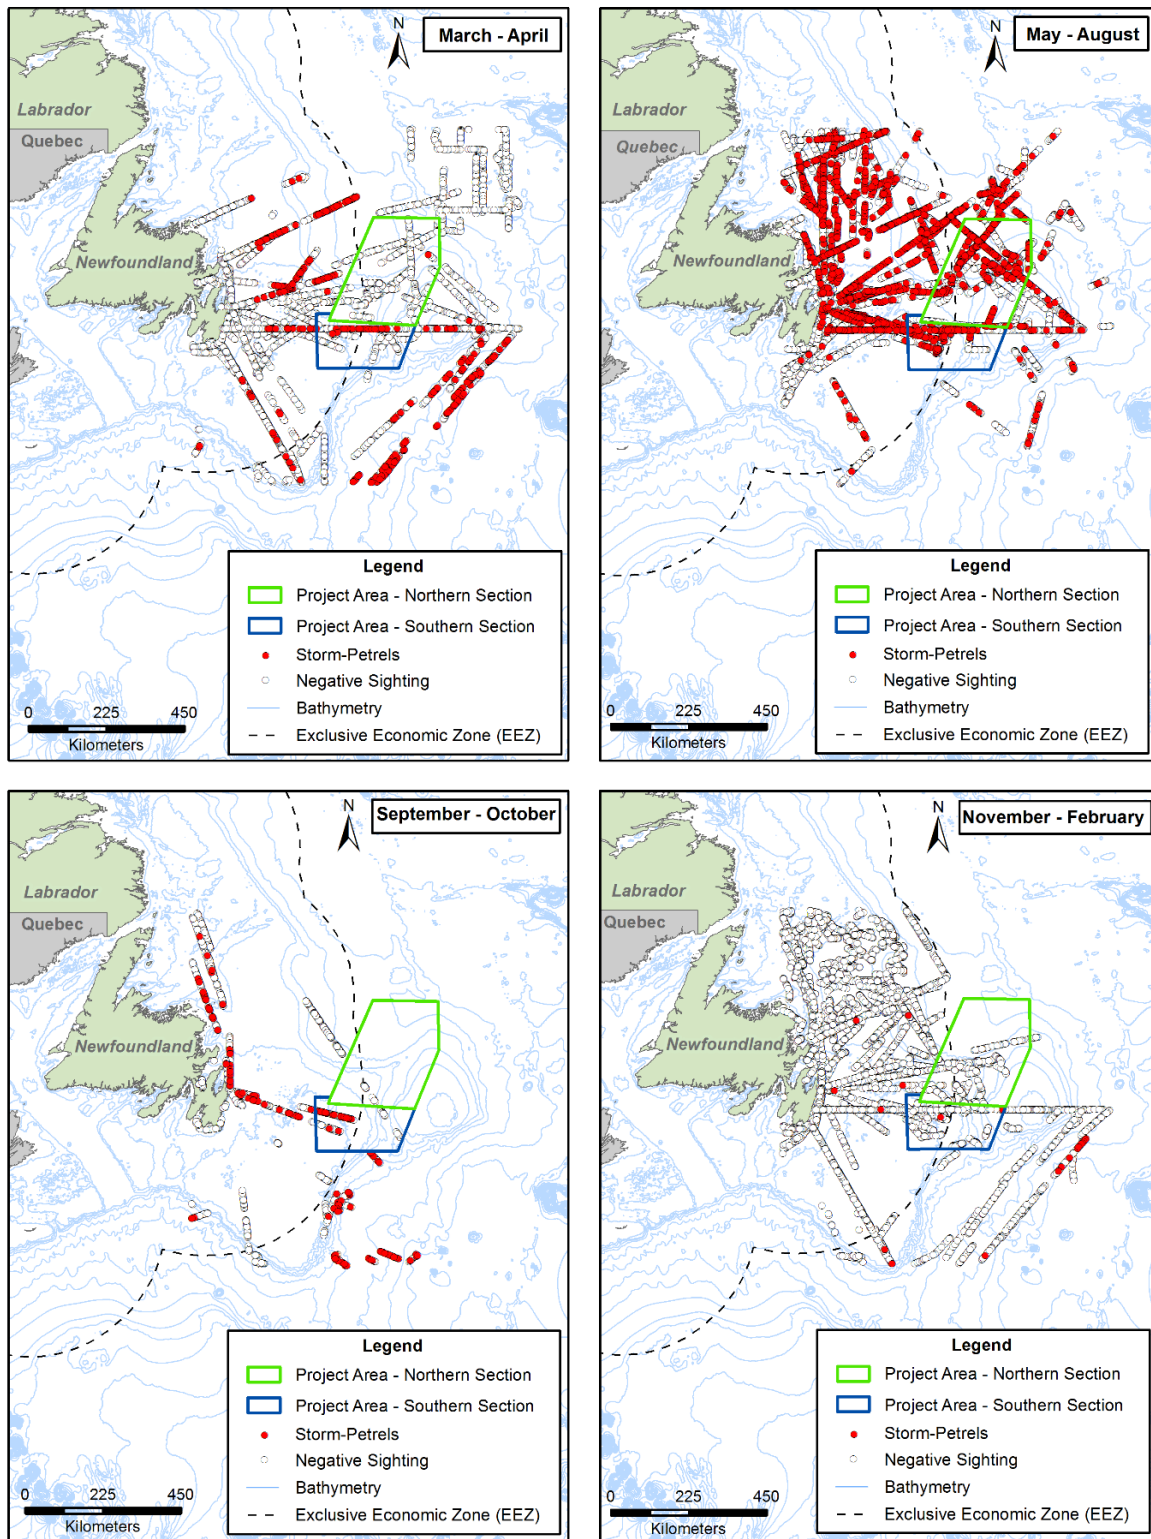 March - April
N
Labrador
Quebec
Newfoundland
Legend
Project Area - Northern Section
Project Area - Southern Section
Storm-Petrels
Negative Sighting
Bathymetry
Exclusive Economic Zone (EEZ)
0 225 450
Kilometers
May - August
N
Labrador
Quebec
Newfoundland
Legend
Project Area - Northern Section
Project Area - Southern Section
Storm-Petrels
Negative Sighting
Bathymetry
Exclusive Economic Zone (EEZ)
0 225 450
Kilometers
September - October
N
Labrador
Quebec
Newfoundland
Legend
Project Area - Northern Section
Project Area - Southern Section
Storm-Petrels
Negative Sighting
Bathymetry
Exclusive Economic Zone (EEZ)
0 225 450
Kilometers
November - February
N
Labrador
Quebec
Newfoundland
Legend
Project Area - Northern Section
Project Area - Southern Section
Storm-Petrels
Negative Sighting
Bathymetry
Exclusive Economic Zone (EEZ)
0 225 450
Kilometers